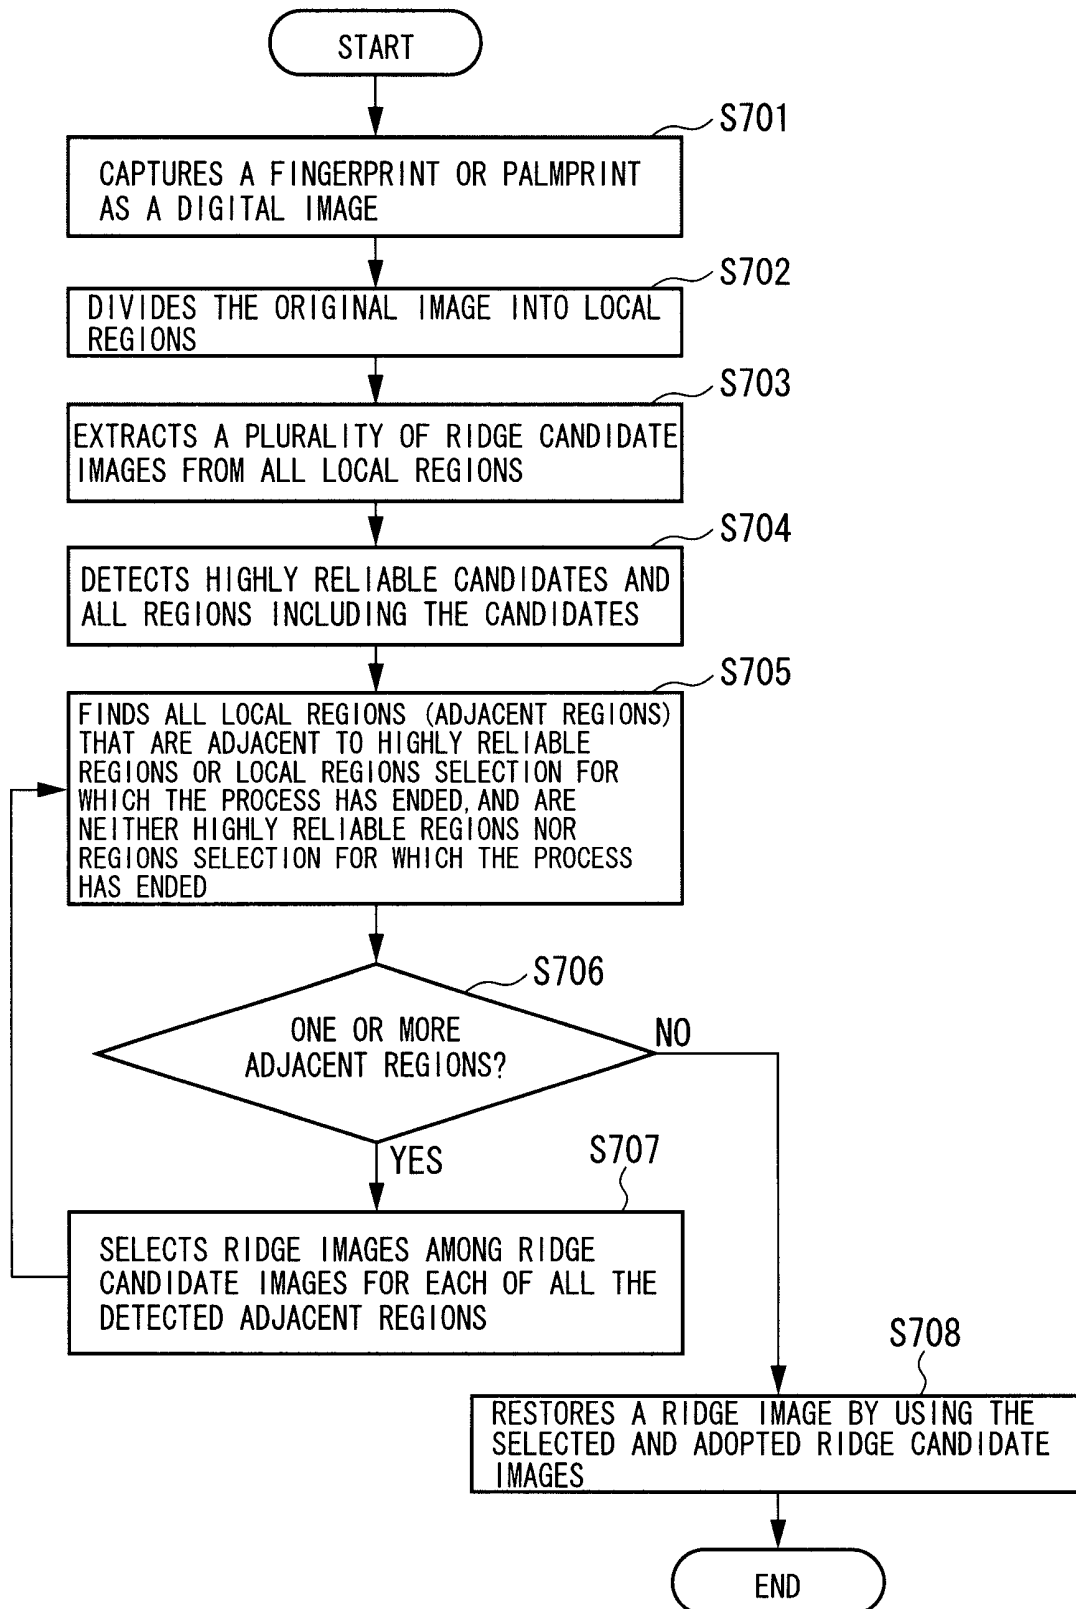 START
S701
CAPTURES A FINGERPRINT OR PALMPRINT
AS A DIGITAL IMAGE
S702
DIVIDES THE ORIGINAL IMAGE INTO LOCAL
REGIONS
S703
EXTRACTS A PLURALITY OF RIDGE CANDIDATE
IMAGES FROM ALL LOCAL REGIONS
S704
DETECTS HIGHLY RELIABLE CANDIDATES AND
ALL REGIONS INCLUDING THE CANDIDATES
S705
FINDS ALL LOCAL REGIONS (ADJACENT REGIONS)
THAT ARE ADJACENT TO HIGHLY RELIABLE
REGIONS OR LOCAL REGIONS SELECTION FOR
WHICH THE PROCESS HAS ENDED, AND ARE
NEITHER HIGHLY RELIABLE REGIONS NOR
REGIONS SELECTION FOR WHICH THE PROCESS
HAS ENDED
S706
ONE OR MORE
ADJACENT REGIONS?
NO
YES
S707
SELECTS RIDGE IMAGES AMONG RIDGE
CANDIDATE IMAGES FOR EACH OF ALL THE
DETECTED ADJACENT REGIONS
S708
RESTORES A RIDGE IMAGE BY USING THE
SELECTED AND ADOPTED RIDGE CANDIDATE
IMAGES
END